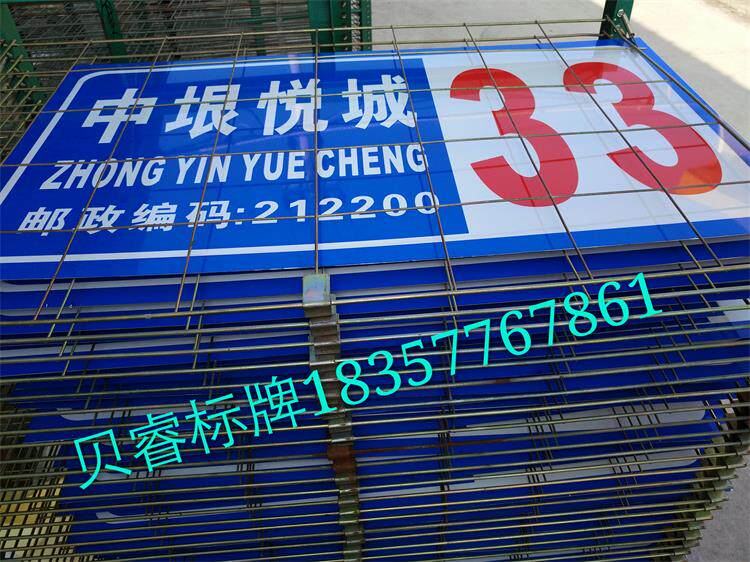 中垠悦城
ZHONG YIN YUE CHENG
邮政编码:212200
33
贝睿标牌18357767861